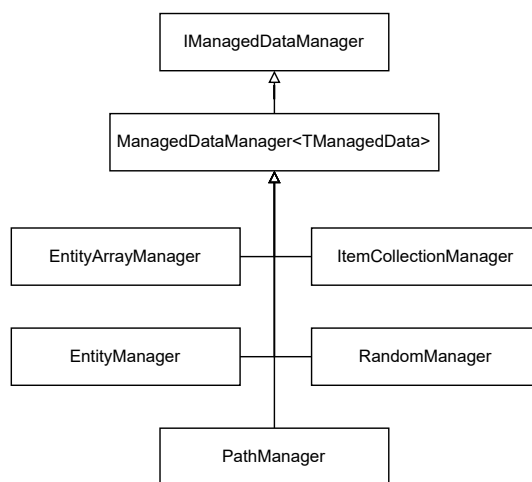 IManagedDataManager
ManagedDataManager<TManagedData>
EntityArrayManager
ItemCollectionManager
EntityManager
RandomManager
PathManager